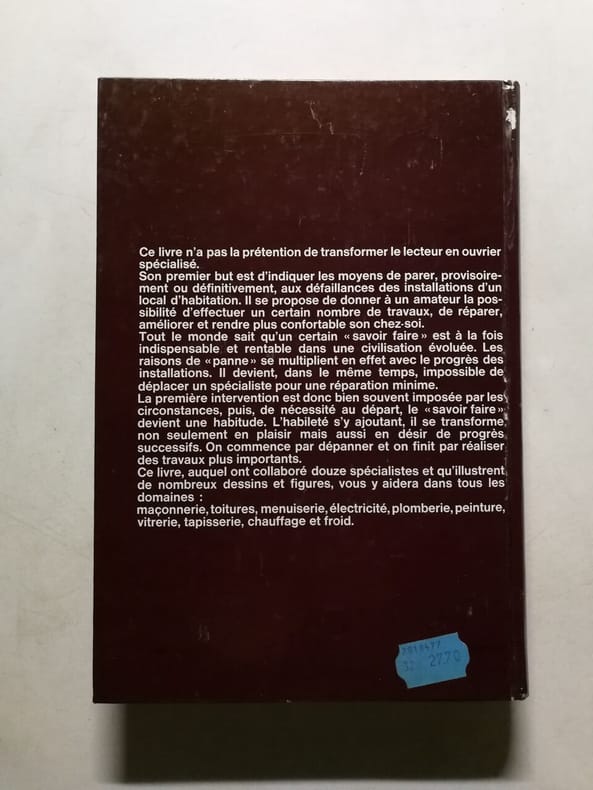 Ce livre n'a pas la prétention de transformer le lecteur en ouvrier
spécialisé.
Son premier but est d'indiquer les moyens de parer, provisoire-
ment ou définitivement, aux défaillances des installations d'un
local d'habitation. Il se propose de donner à un amateur la pos-
sibilité d'effectuer un certain nombre de travaux, de réparer,
améliorer et rendre plus confortable son chez-soi.
Tout le monde sait qu'un certain « savoir faire » est à la fois
indispensable et rentable dans une civilisation évoluée. Les
raisons de « panne » se multiplient en effet avec le progrès des
installations. Il devient, dans le même temps, impossible de
déplacer un spécialiste pour une réparation minime.
La première intervention est donc bien souvent imposée par les
circonstances, puis, de nécessité au départ, le « savoir faire »
devient une habitude. L'habileté s'y ajoutant, il se transforme
non seulement en plaisir mais aussi en désir de progrès
successifs. On commence par dépanner et on finit par réaliser
des travaux plus importants.
Ce livre, auquel ont collaboré douze spécialistes et qu'illustrent
de nombreux dessins et figures, vous y aidera dans tous les
domaines :
maçonnerie, toitures, menuiserie, électricité, plomberie, peinture,
vitrerie, tapisserie, chauffage et froid.
27.70